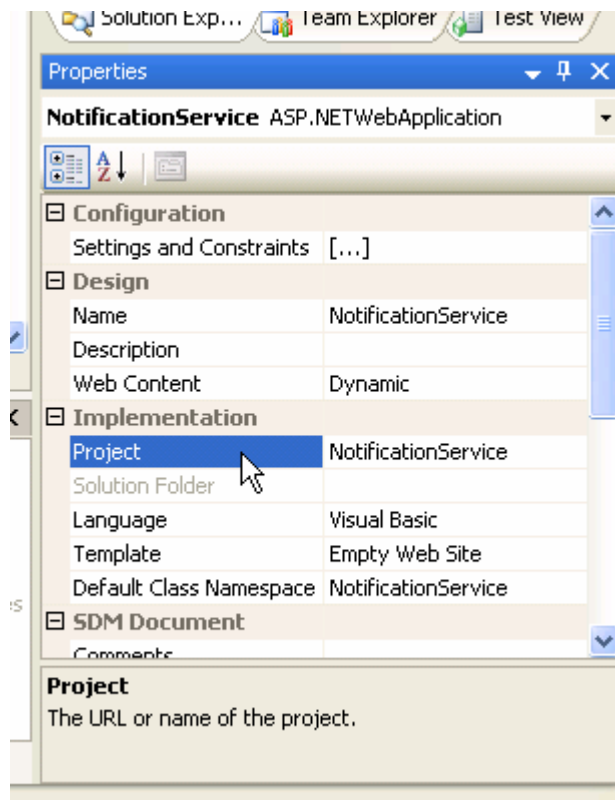 Solution Exp... Team Explorer Test View
Properties
NotificationService ASP.NETWebApplication
Configuration
Settings and Constraints [...]
Design
Name NotificationService
Description
Web Content Dynamic
Implementation
Project NotificationService
Solution Folder
Language Visual Basic
Template Empty Web Site
Default Class Namespace NotificationService
SDM Document
Comments
Project
The URL or name of the project.